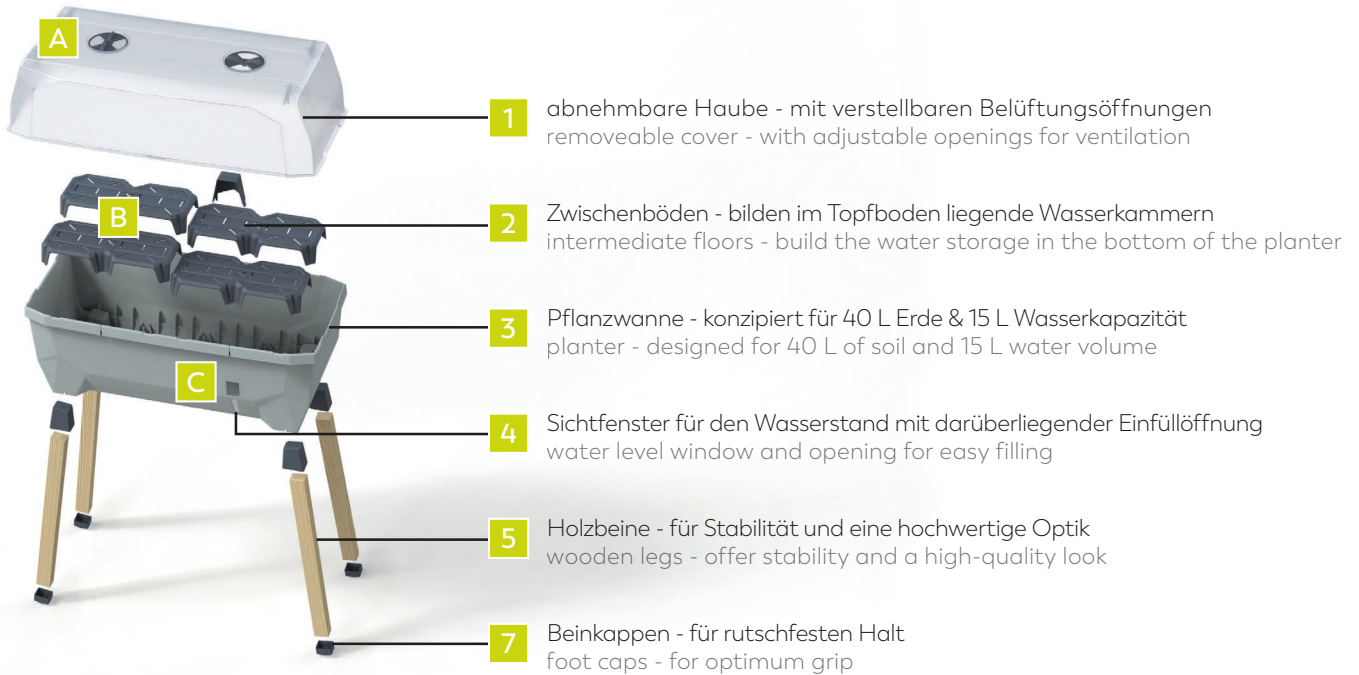 A
B
C
1
abnehmbare Haube - mit verstellbaren Belüftungsöffnungen
removeable cover - with adjustable openings for ventilation
2
Zwischenböden - bilden im Topfboden liegende Wasserkammern
intermediate floors - build the water storage in the bottom of the planter
3
Pflanzwanne - konzipiert für 40 L Erde & 15 L Wasserkapazität
planter - designed for 40 L of soil and 15 L water volume
4
Sichtfenster für den Wasserstand mit darüberliegender Einfüllöffnung
water level window and opening for easy filling
5
Holzbeine - für Stabilität und eine hochwertige Optik
wooden legs - offer stability and a high-quality look
7
Beinkappen - für rutschfesten Halt
foot caps - for optimum grip